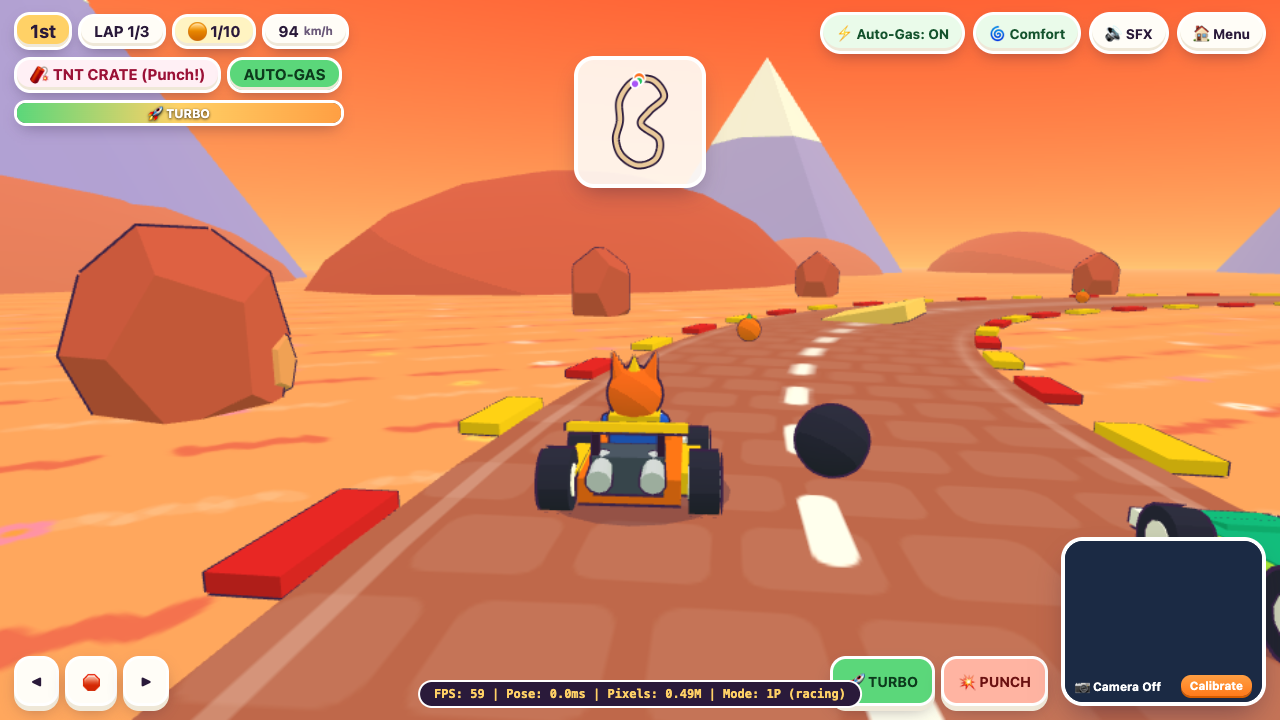 1st
LAP 1/3
1/10
94 km/h
Auto-Gas: ON
Comfort
SFX
Menu
TNT CRATE (Punch!)
AUTO-GAS
TURBO
TURBO
PUNCH
Camera Off
Calibrate
FPS: 59 | Pose: 0.0ms | Pixels: 0.49M | Mode: 1P (racing)